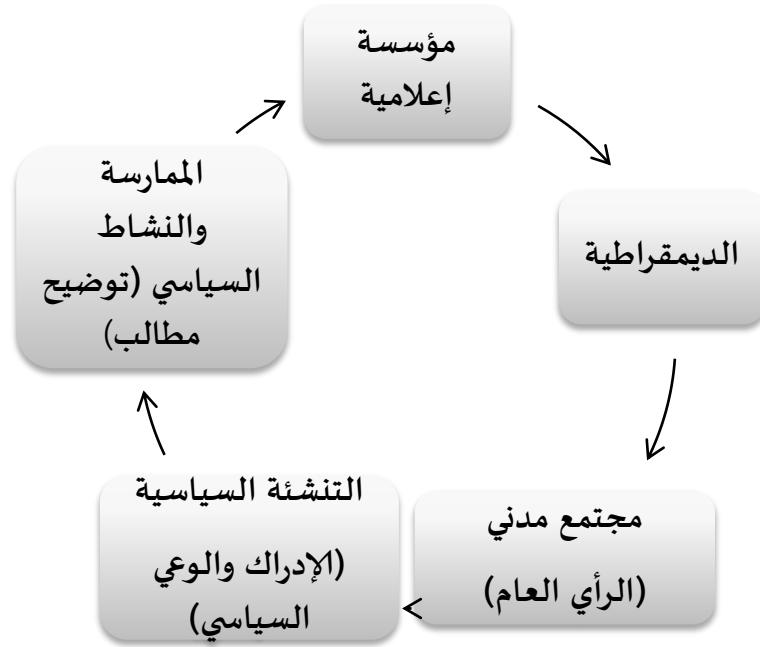 مؤسسة
إعلامية
الديمقراطية
مجتمع مدني
(الرأي العام)
التنشئة السياسية
(الإدراك والوعي
السياسي)
الممارسة
والنشاط
السياسي (توضيح
مطالب)